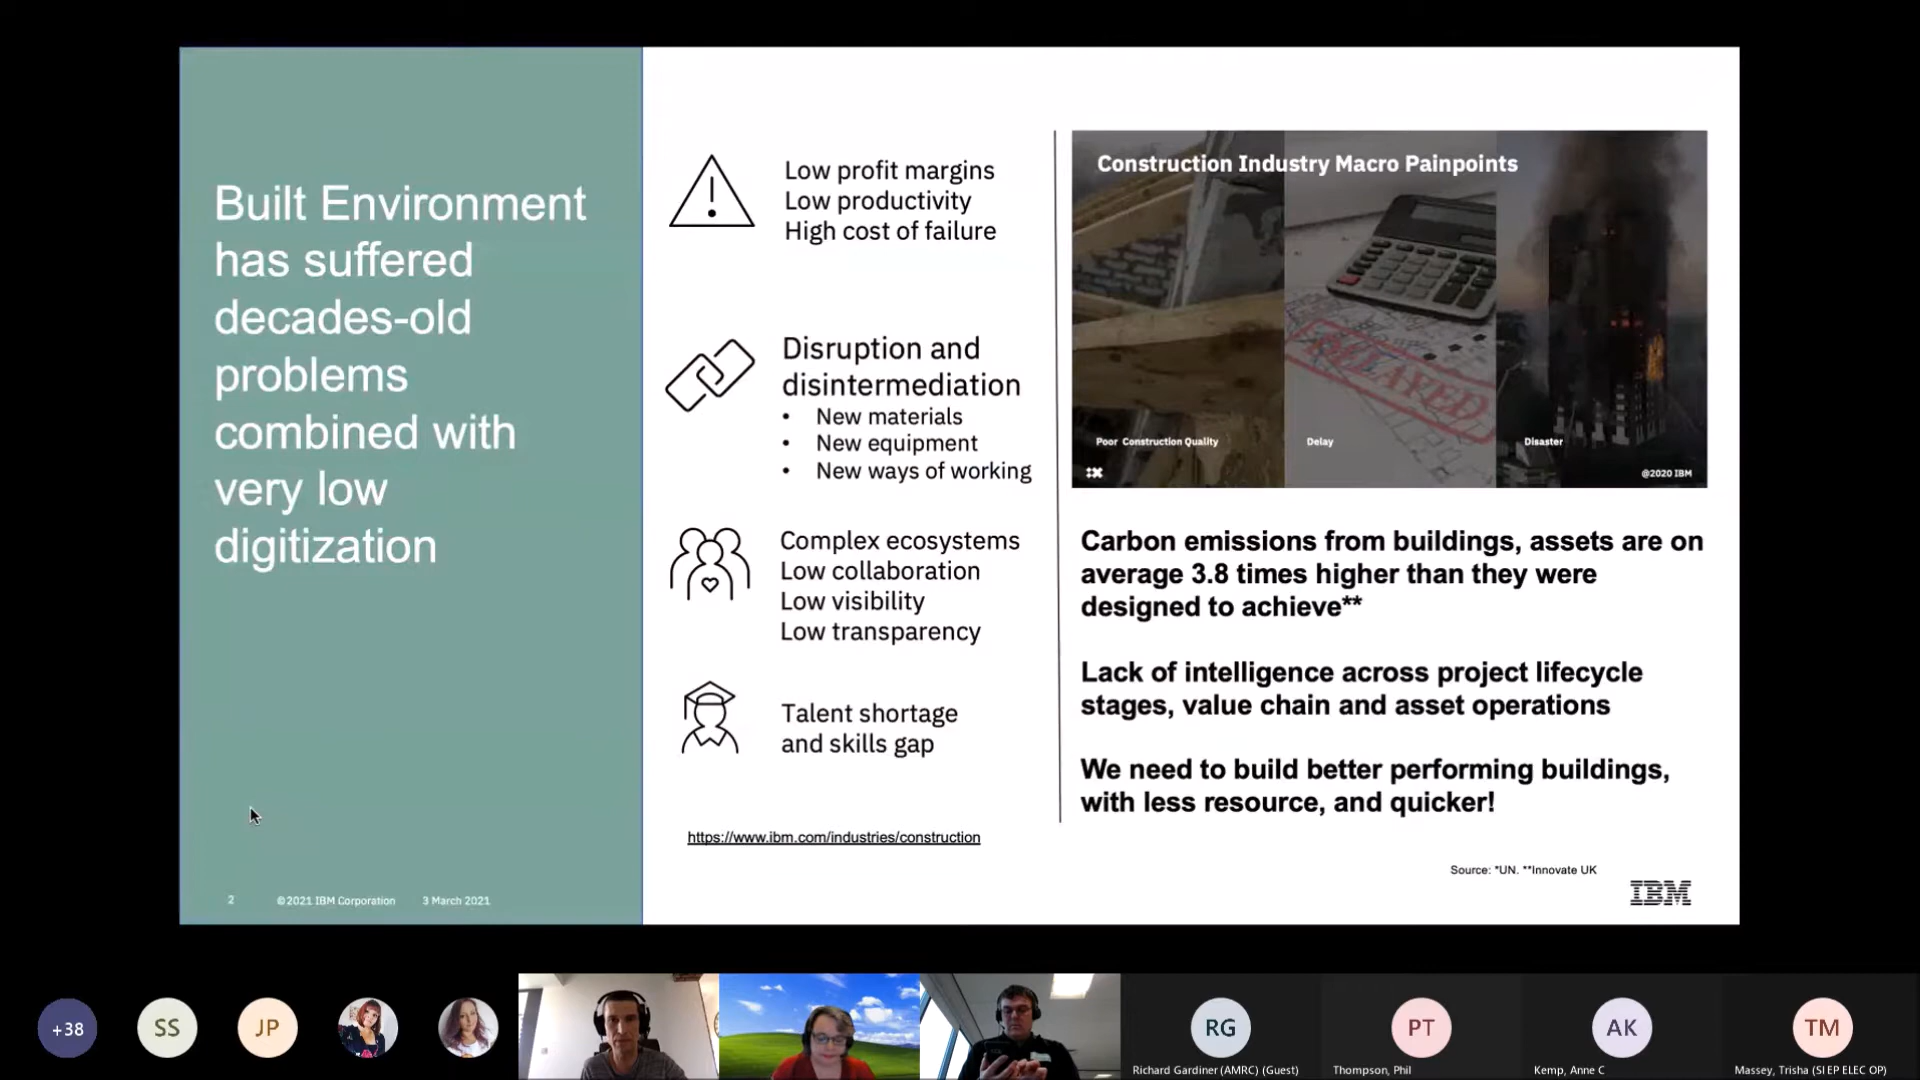 Built Environment
has suffered
decades-old
problems
combined with
very low
digitization
2
©2021 IBM Corporation
3 March 2021
Low profit margins
Low productivity
High cost of failure
Disruption and
disintermediation
• New materials
• New equipment
• New ways of working
Complex ecosystems
Low collaboration
Low visibility
Low transparency
Talent shortage
and skills gap
https://www.ibm.com/industries/construction
Construction Industry Macro Painpoints
DELAYED
Poor Construction Quality
Delay
Disaster
@2020 IBM
Carbon emissions from buildings, assets are on
average 3.8 times higher than they were
designed to achieve**
Lack of intelligence across project lifecycle
stages, value chain and asset operations
We need to build better performing buildings,
with less resource, and quicker!
Source: *UN. **Innovate UK
IBM
+38
SS
JP
RG
PT
AK
TM
Richard Gardiner (AMRC) (Guest)
Thompson, Phil
Kemp, Anne C
Massey, Trisha (SI EP ELEC OP)